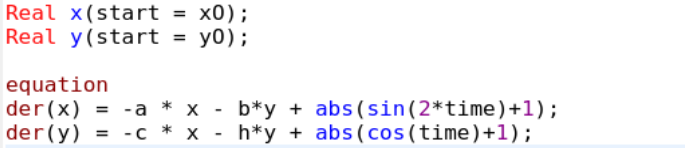 Real x(start = x0);
Real y(start = y0);
equation
der(x) = -a * x - b*y + abs(sin(2*time)+1);
der(y) = -c * x - h*y + abs(cos(time)+1);